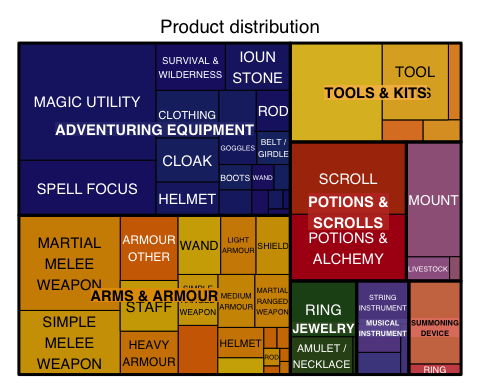 Product distribution
MAGIC UTILITY
SURVIVAL &
WILDERNESS
IOUN
STONE
CLOTHING
ROD
ADVENTURING EQUIPMENT
GOGGLES
BELT /
GIRDLE
CLOAK
BOOTS
WAND
SPELL FOCUS
HELMET
TOOL
TOOLS & KITS
SCROLL
POTIONS &
SCROLLS
POTIONS &
ALCHEMY
MOUNT
LIVESTOCK
MARTIAL
MELEE
WEAPON
ARMOUR
OTHER
WAND
LIGHT
ARMOUR
SHIELD
ARMS & ARMOUR
STAFF
SIMPLE
WEAPON
MEDIUM
ARMOUR
MARTIAL
RANGED
WEAPON
SIMPLE
MELEE
WEAPON
HEAVY
ARMOUR
HELMET
ROD
RING
JEWELRY
AMULET /
NECKLACE
STRING
INSTRUMENT
MUSICAL
INSTRUMENT
SUMMONING
DEVICE
RING